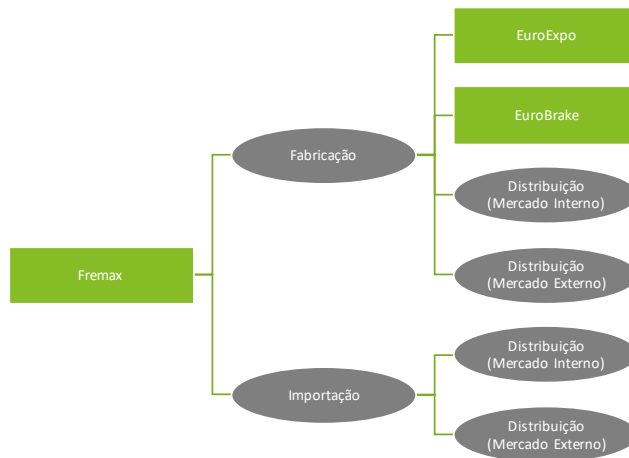 EuroExpo
EuroBrake
Fabricação
Distribuição
(Mercado Interno)
Fremax
Distribuição
(Mercado Externo)
Distribuição
(Mercado Interno)
Importação
Distribuição
(Mercado Externo)